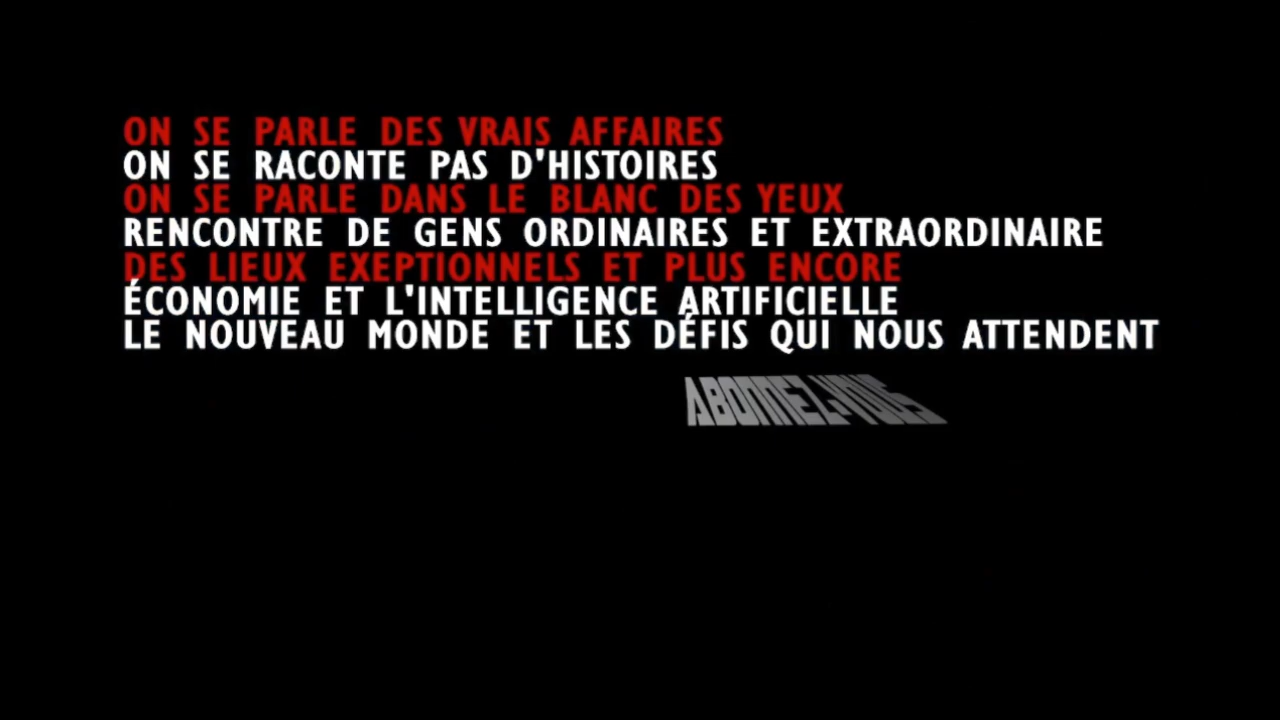 ON SE PARLE DES VRAIS AFFAIRES
ON SE RACONTE PAS D'HISTOIRES
ON SE PARLE DANS LE BLANC DES YEUX
RENCONTRE DE GENS ORDINAIRES ET EXTRAORDINAIRE
DES LIEUX EXEPTIONNELS ET PLUS ENCORE
ÉCONOMIE ET L'INTELLIGENCE ARTIFICIELLE
LE NOUVEAU MONDE ET LES DÉFIS QUI NOUS ATTENDENT
ABONNEZ-VOUS